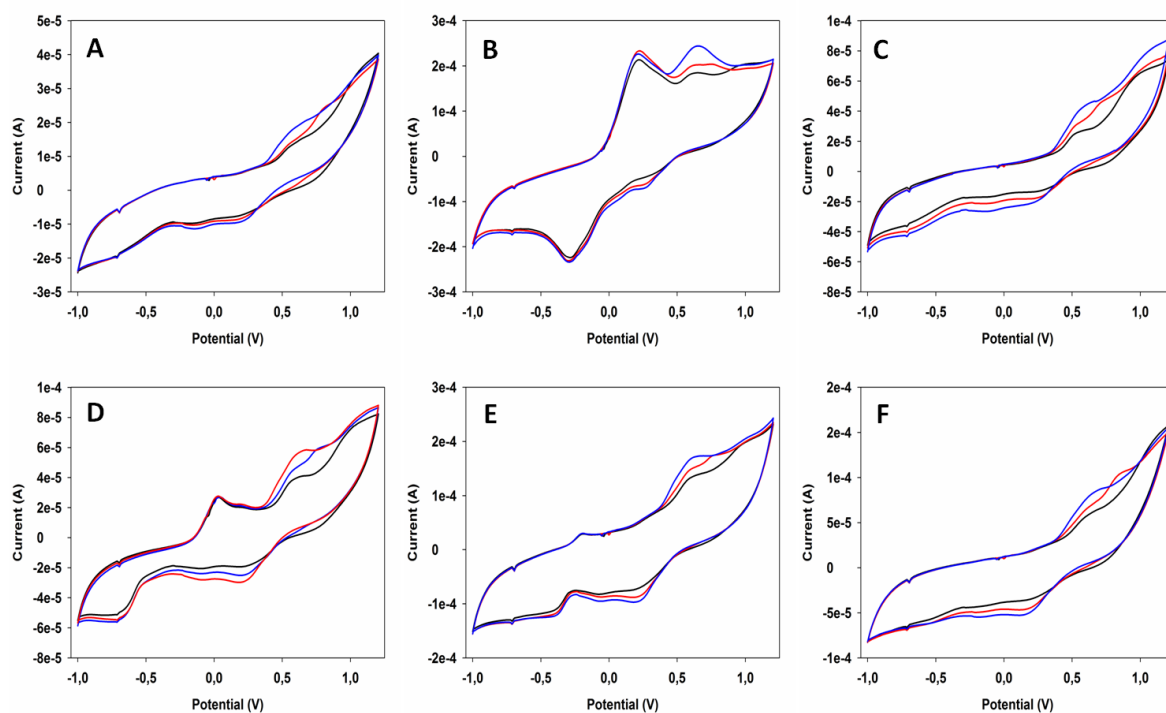 A
5e-5
4e-5
3e-5
2e-5
1e-5
0
-1e-5
-2e-5
-3e-5
Current (A)
-1,0 -0,5 0,0 0,5 1,0
Potential (V)
B
3e-4
2e-4
1e-4
0
-1e-4
-2e-4
-3e-4
Current (A)
-1,0 -0,5 0,0 0,5 1,0
Potential (V)
C
1e-4
8e-5
6e-5
4e-5
2e-5
0
-2e-5
-4e-5
-6e-5
-8e-5
Current (A)
-1,0 -0,5 0,0 0,5 1,0
Potential (V)
D
1e-4
8e-5
6e-5
4e-5
2e-5
0
-2e-5
-4e-5
-6e-5
-8e-5
Current (A)
-1,0 -0,5 0,0 0,5 1,0
Potential (V)
E
3e-4
2e-4
1e-4
0
-1e-4
-2e-4
Current (A)
-1,0 -0,5 0,0 0,5 1,0
Potential (V)
F
2e-4
2e-4
1e-4
5e-5
0
-5e-5
-1e-4
Current (A)
-1,0 -0,5 0,0 0,5 1,0
Potential (V)